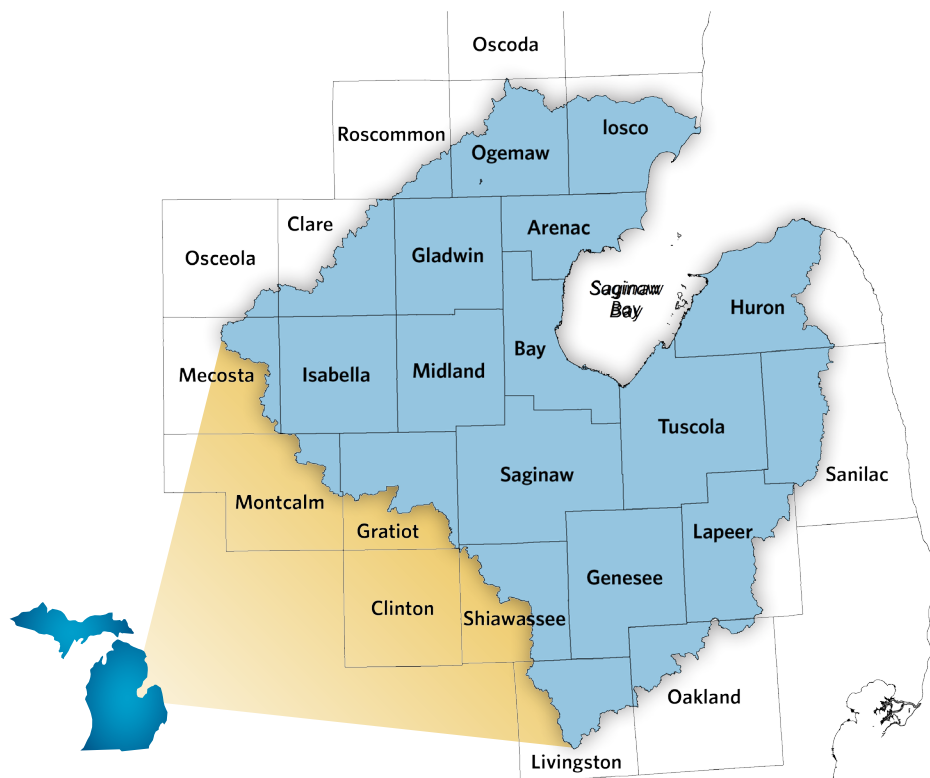 Oscoda
Iosco
Roscommon
Ogemaw
Clare
Arenac
Osceola
Gladwin
Saginaw
Bay
Huron
Bay
Mecosta
Isabella
Midland
Tuscola
Saginaw
Sanilac
Montcalm
Gratiot
Lapeer
Genesee
Clinton
Shiawassee
Oakland
Livingston